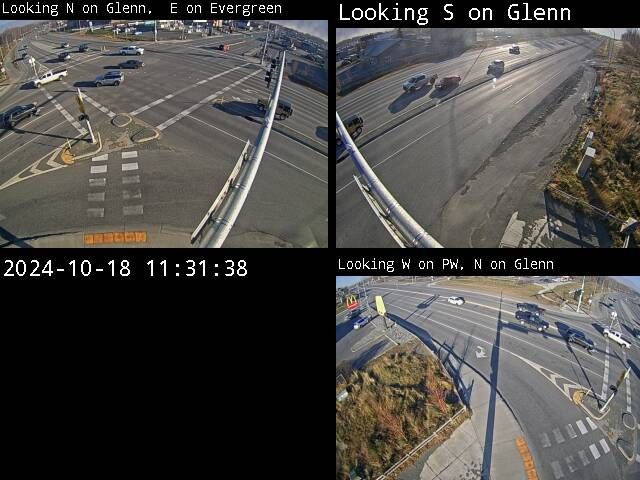 Looking N on Glenn, E on Evergreen
Looking S on Glenn
2024-10-18 11:31:38
Looking W on PW, N on Glenn